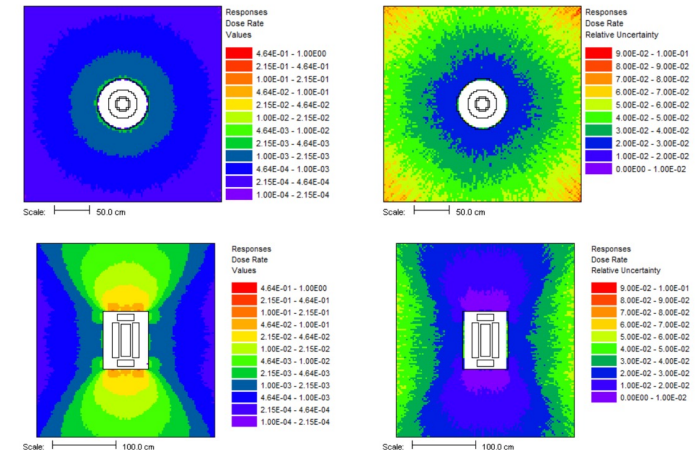 Responses
Dose Rate
Values
4.64E-01 - 1.00E00
2.15E-01 - 4.64E-01
1.00E-01 - 2.15E-01
4.64E-02 - 1.00E-01
2.15E-02 - 4.64E-02
1.00E-02 - 2.15E-02
4.64E-03 - 1.00E-02
2.15E-03 - 4.64E-03
1.00E-03 - 2.15E-03
4.64E-04 - 1.00E-03
2.15E-04 - 4.64E-04
1.00E-04 - 2.15E-04
Scale: 50.0 cm
Responses
Dose Rate
Relative Uncertainty
9.00E-02 - 1.00E-01
8.00E-02 - 9.00E-02
7.00E-02 - 8.00E-02
6.00E-02 - 7.00E-02
5.00E-02 - 6.00E-02
4.00E-02 - 5.00E-02
3.00E-02 - 4.00E-02
2.00E-02 - 3.00E-02
1.00E-02 - 2.00E-02
0.00E00 - 1.00E-02
Scale: 50.0 cm
Responses
Dose Rate
Values
4.64E-01 - 1.00E00
2.15E-01 - 4.64E-01
1.00E-01 - 2.15E-01
4.64E-02 - 1.00E-01
2.15E-02 - 4.64E-02
1.00E-02 - 2.15E-02
4.64E-03 - 1.00E-02
2.15E-03 - 4.64E-03
1.00E-03 - 2.15E-03
4.64E-04 - 1.00E-03
2.15E-04 - 4.64E-04
1.00E-04 - 2.15E-04
Scale: 100.0 cm
Responses
Dose Rate
Relative Uncertainty
9.00E-02 - 1.00E-01
8.00E-02 - 9.00E-02
7.00E-02 - 8.00E-02
6.00E-02 - 7.00E-02
5.00E-02 - 6.00E-02
4.00E-02 - 5.00E-02
3.00E-02 - 4.00E-02
2.00E-02 - 3.00E-02
1.00E-02 - 2.00E-02
0.00E00 - 1.00E-02
Scale: 100.0 cm